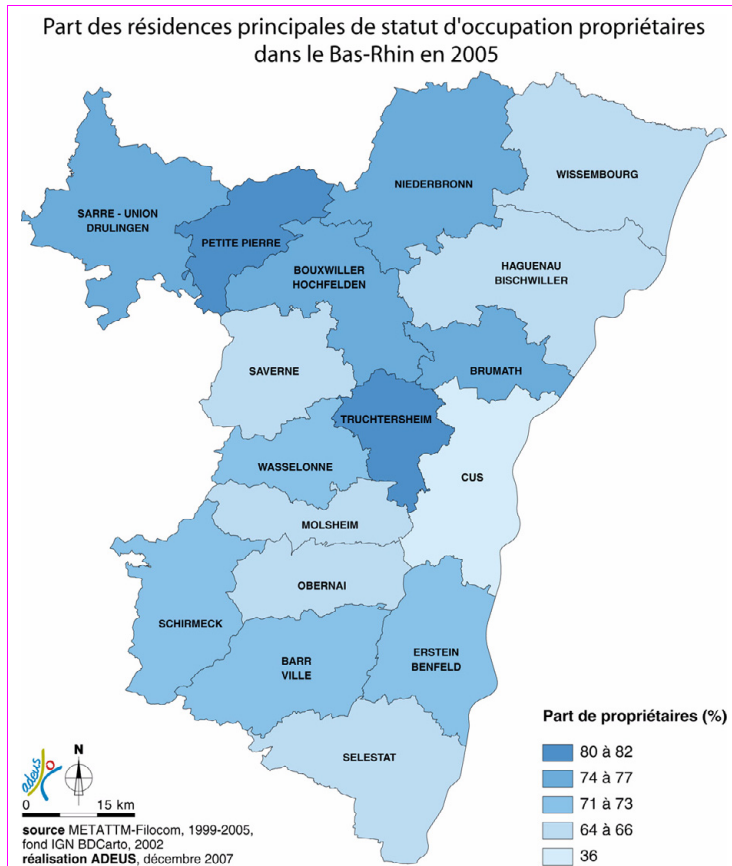 Part des résidences principales de statut d'occupation propriétaires
dans le Bas-Rhin en 2005
WISSEMBOURG
NIEDERBRONN
SARRE - UNION
DRULINGEN
PETITE PIERRE
HAGUENAU
BISCHWILLER
BOUXWILLER
HOCHFELDEN
SAVERNE
BRUMATH
TRUCHTERSHEIM
WASSELONNE
CUS
MOLSHEIM
OBERNAI
SCHIRMECK
ERSTEIN
BENFELD
BARR
VILLE
SELESTAT
Part de propriétaires (%)
80 à 82
74 à 77
71 à 73
64 à 66
36
adeus
N
0 15 km
source METATTM-Filocom, 1999-2005,
fond IGN BDCarto, 2002
réalisation ADEUS, décembre 2007